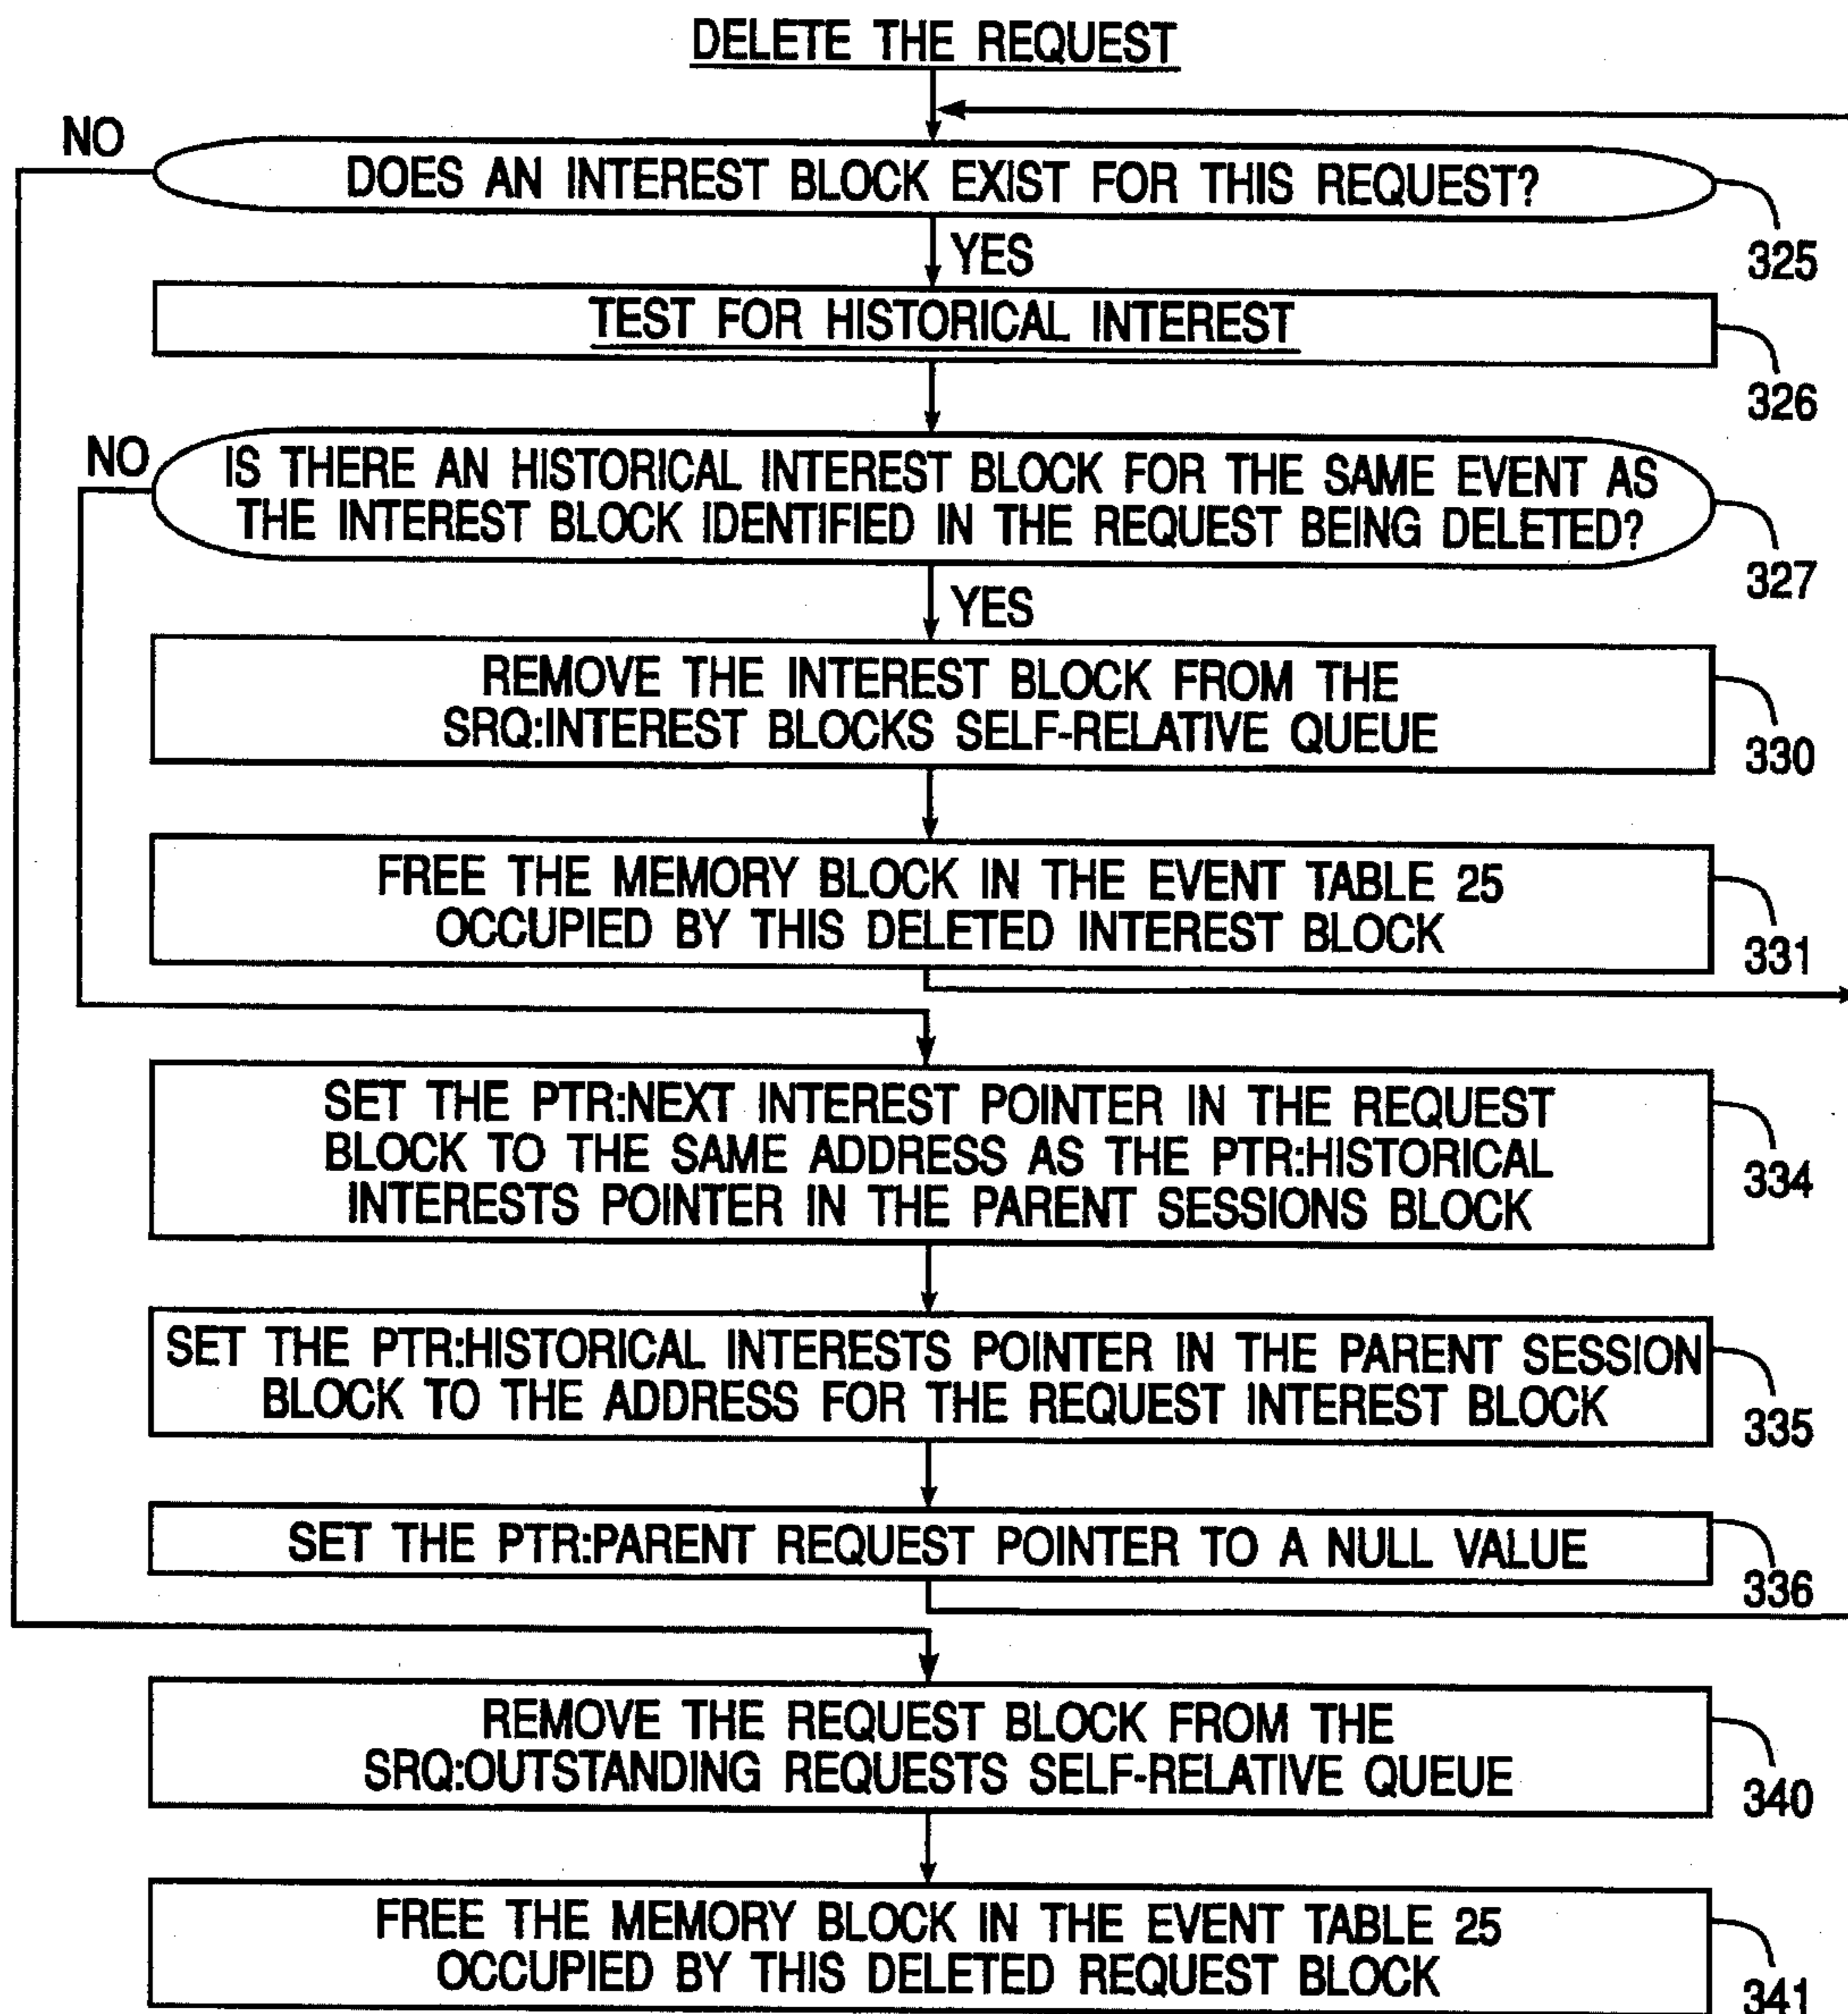 DELETE THE REQUEST
NO
DOES AN INTEREST BLOCK EXIST FOR THIS REQUEST?
325
YES
TEST FOR HISTORICAL INTEREST
326
NO
IS THERE AN HISTORICAL INTEREST BLOCK FOR THE SAME EVENT AS
THE INTEREST BLOCK IDENTIFIED IN THE REQUEST BEING DELETED?
327
YES
REMOVE THE INTEREST BLOCK FROM THE
SRQ:INTEREST BLOCKS SELF-RELATIVE QUEUE
330
FREE THE MEMORY BLOCK IN THE EVENT TABLE 25
OCCUPIED BY THIS DELETED INTEREST BLOCK
331
SET THE PTR:NEXT INTEREST POINTER IN THE REQUEST
BLOCK TO THE SAME ADDRESS AS THE PTR:HISTORICAL
INTERESTS POINTER IN THE PARENT SESSIONS BLOCK
334
SET THE PTR:HISTORICAL INTERESTS POINTER IN THE PARENT SESSION
BLOCK TO THE ADDRESS FOR THE REQUEST INTEREST BLOCK
335
SET THE PTR:PARENT REQUEST POINTER TO A NULL VALUE
336
REMOVE THE REQUEST BLOCK FROM THE
SRQ:OUTSTANDING REQUESTS SELF-RELATIVE QUEUE
340
FREE THE MEMORY BLOCK IN THE EVENT TABLE 25
OCCUPIED BY THIS DELETED REQUEST BLOCK
341